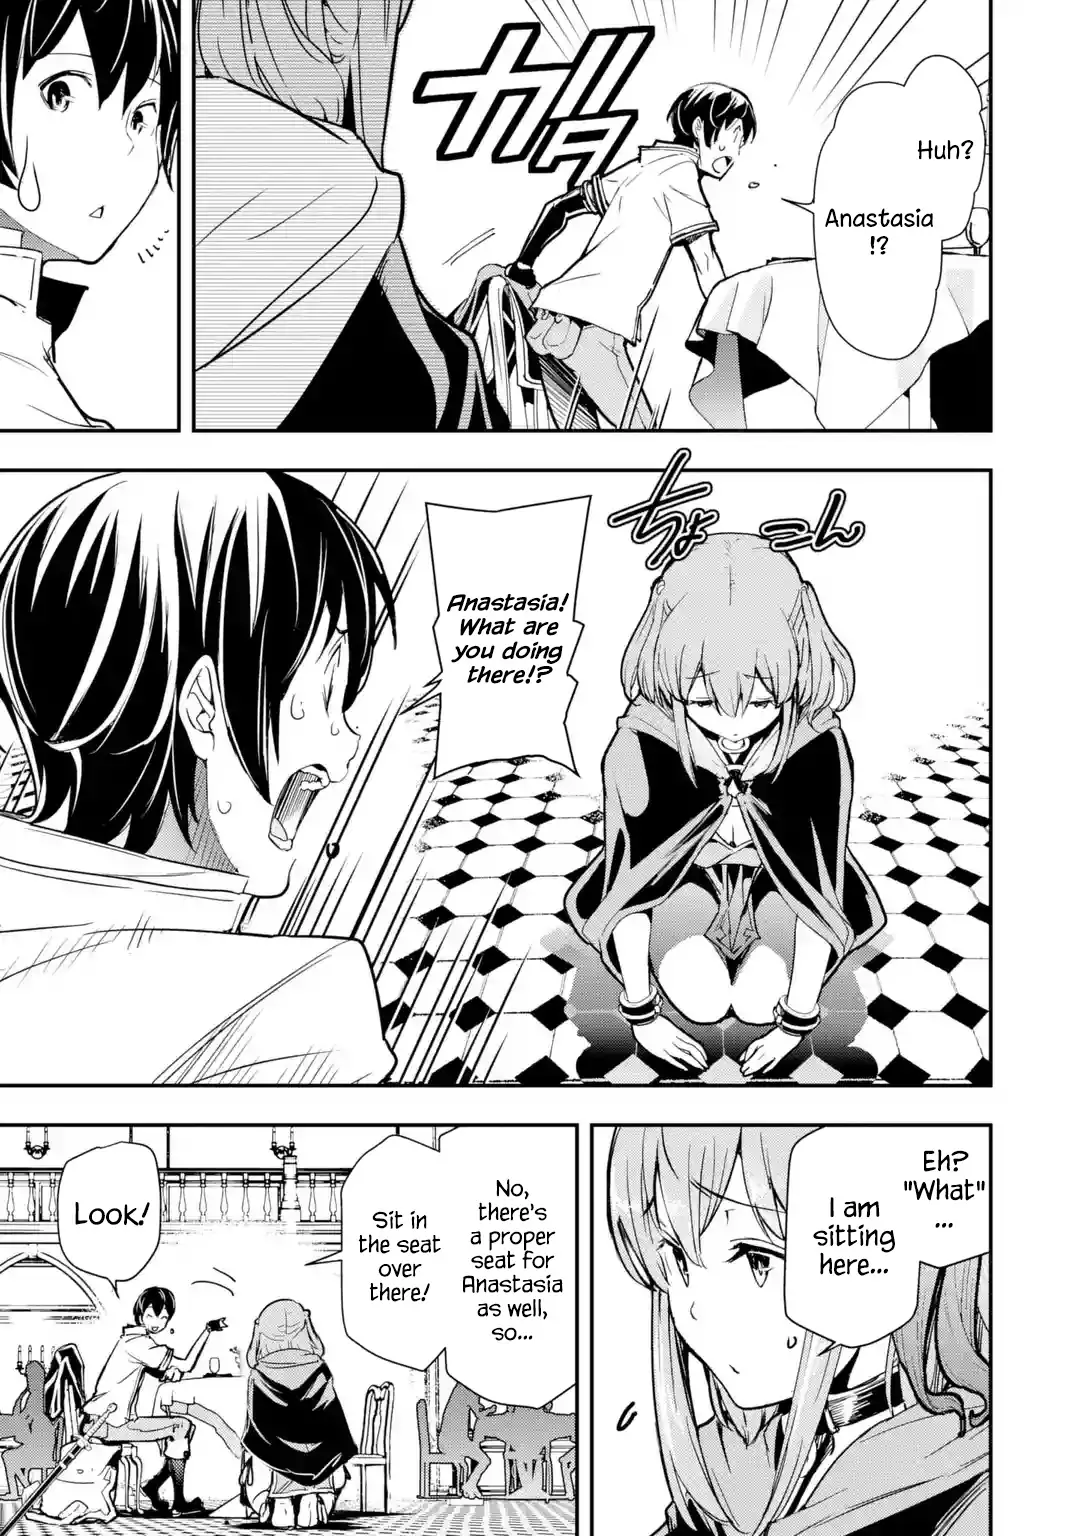 Huh?
Anastasia
!?
ガタ
Anastasia!
What are
you doing
there!?
ちょこん
Eh?
"What"
...
I am
sitting
here...
No,
there's
a proper
seat for
Anastasia
as well,
so...
Sit in
the seat
over
there!
Look!